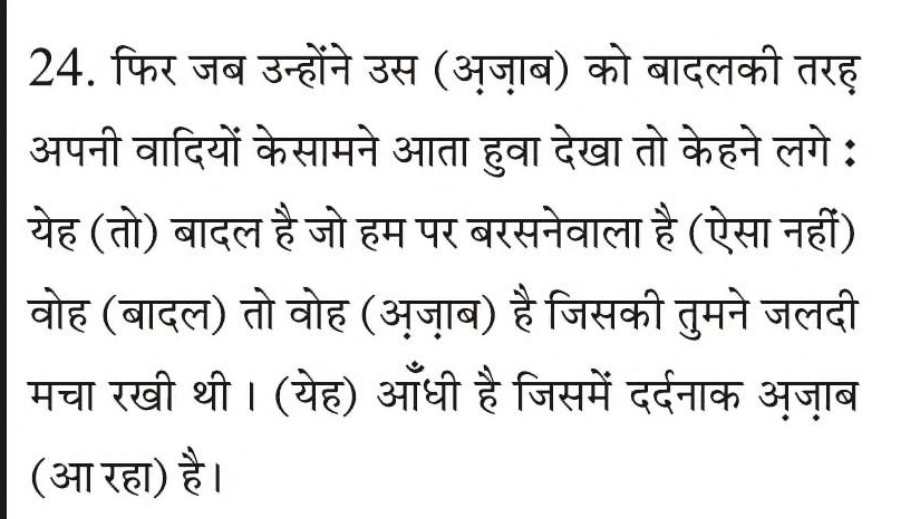 24. फिर जब उन्होंने उस (अ़ज़ाब) को बादलकी तरह़
अपनी वादियों केसामने आता हुवा देखा तो केहने लगे :
येह (तो) बादल है जो हम पर बरसनेवाला है (ऐसा नहीं)
वोह (बादल) तो वोह (अ़ज़ाब) है जिसकी तुमने जलदी
मचा रखी थी । (येह) आँधी है जिसमें दर्दनाक अ़ज़ाब
(आ रहा) है।